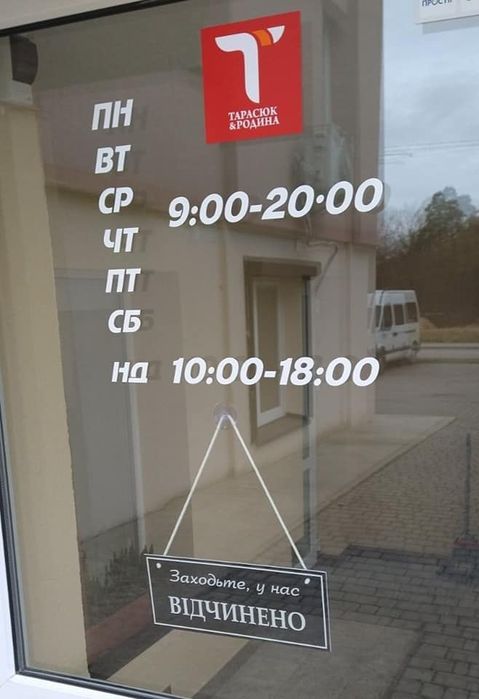 ПРОСТІ
ТАРАСЮК
&РОДИНА
ПН
ВТ
СР 9:00-20:00
ЧТ
ПТ
СБ
НД 10:00-18:00
Заходьте, у нас
ВІДЧИНЕНО